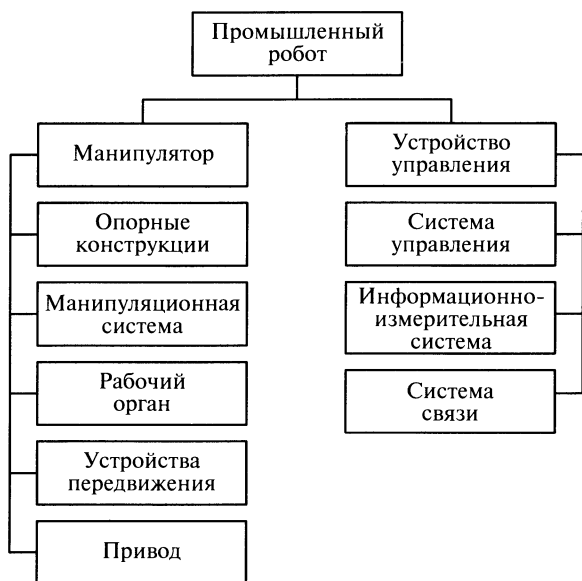 Промышленный
робот
Манипулятор
Опорные
конструкции
Манипуляционная
система
Рабочий
орган
Устройства
передвижения
Привод
Устройство
управления
Система
управления
Информационно-
измерительная
система
Система
связи